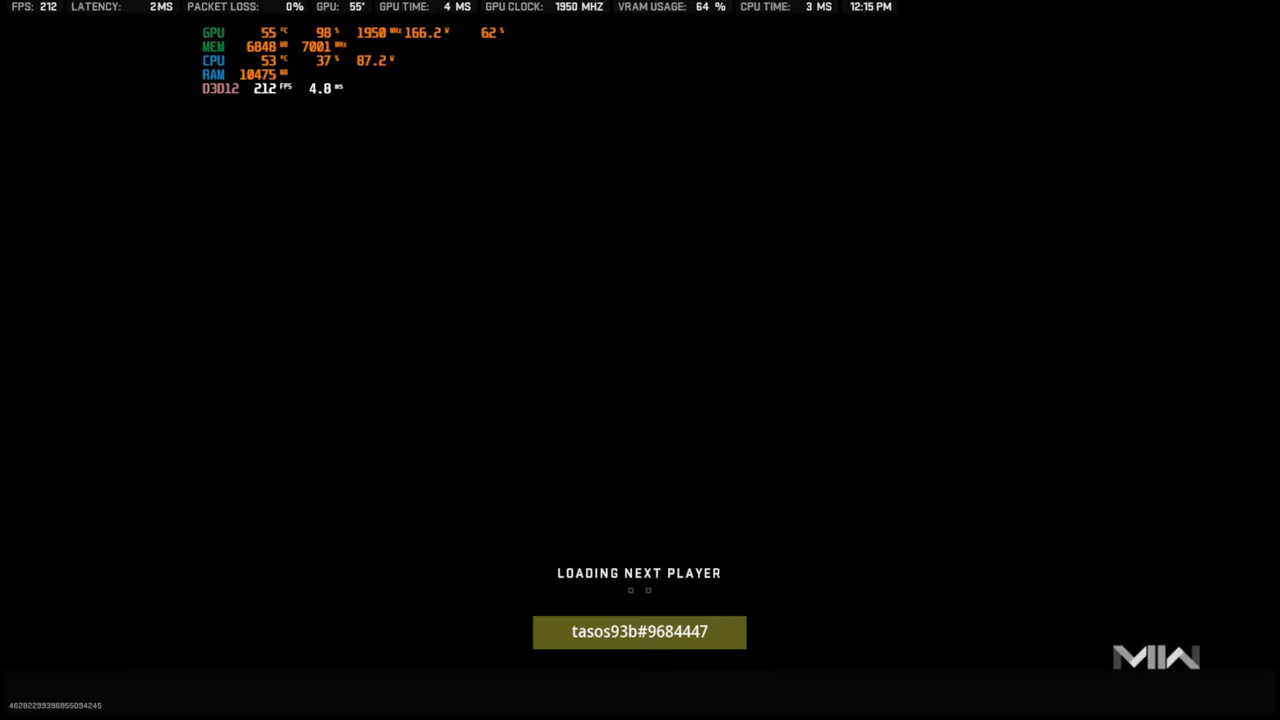 FPS: 212 LATENCY: 2 MS PACKET LOSS: 0% GPU: 55° GPU TIME: 4 MS GPU CLOCK: 1950 MHZ VRAM USAGE: 64 % CPU TIME: 3 MS 12:15 PM
GPU 55 °C 98 % 1950 MHz 166.2 W 62 %
MEM 6848 MB 7001 MHz
CPU 53 °C 37 % 87.2 W
RAM 10475 MB
D3D12 212 FPS 4.8 ms
LOADING NEXT PLAYER
tasos93b#9684447
MW
46282299396855094245